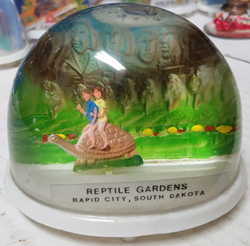 REPTILE GARDENS
RAPID CITY, SOUTH DAKOTA